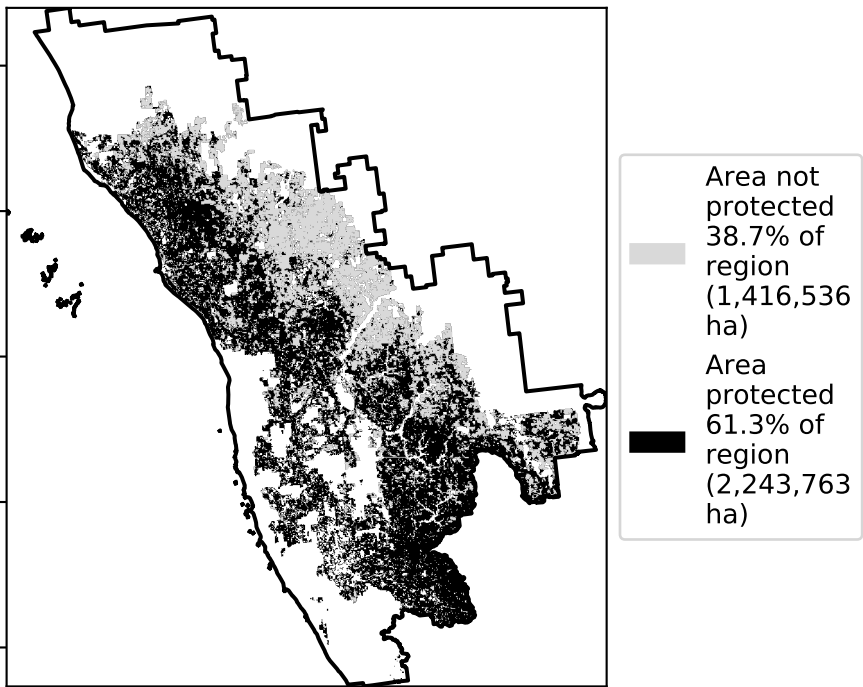 Area not
protected
38.7% of
region
(1,416,536
ha)
Area
protected
61.3% of
region
(2,243,763
ha)